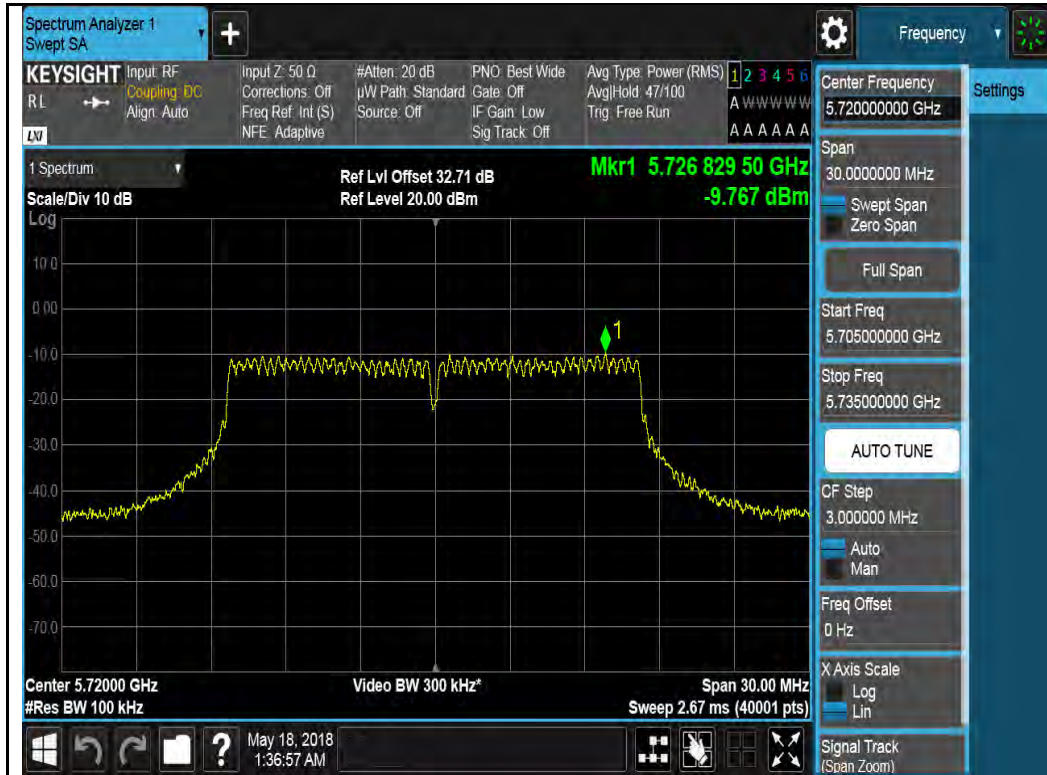 Spectrum Analyzer 1
Swept SA
+
Frequency
KEYSIGHT
RL
LXI
Input: RF
Coupling: DC
Align: Auto
Input Z: 50 Ω
Corrections: Off
Freq Ref: Int (S)
NFE: Adaptive
#Atten: 20 dB
µW Path: Standard
Source: Off
PNO: Best Wide
Gate: Off
IF Gain: Low
Sig Track: Off
Avg Type: Power (RMS)
Avg|Hold: 47/100
Trig: Free Run
1 2 3 4 5 6
A W W W W W
A A A A A A
1 Spectrum
Scale/Div 10 dB
Log
Ref Lvl Offset 32.71 dB
Ref Level 20.00 dBm
Mkr1 5.726 829 50 GHz
-9.767 dBm
10.0
0.00
-10.0
-20.0
-30.0
-40.0
-50.0
-60.0
-70.0
1
Center 5.72000 GHz
#Res BW 100 kHz
Video BW 300 kHz*
Span 30.00 MHz
Sweep 2.67 ms (40001 pts)
Center Frequency
5.720000000 GHz
Settings
Span
30.0000000 MHz
Swept Span
Zero Span
Full Span
Start Freq
5.705000000 GHz
Stop Freq
5.735000000 GHz
AUTO TUNE
CF Step
3.000000 MHz
Auto
Man
Freq Offset
0 Hz
X Axis Scale
Log
Lin
Signal Track
(Span Zoom)
?
May 18, 2018
1:36:57 AM